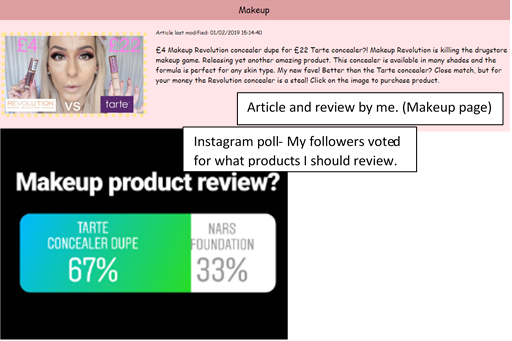 Makeup
Article last modified: 01/02/2019 15:14:40
£4 £22
REVOLUTION vs tarte
£4 Makeup Revolution concealer dupe for £22 Tarte concealer?! Makeup Revolution is killing the drugstore
makeup game. Releasing yet another amazing product. This concealer is available in many shades and the
formula is perfect for any skin type. My new fave! Better than the Tarte concealer? Close match, but for
your money the Revolution concealer is a steal! Click on the image to purchase product.
Article and review by me. (Makeup page)
Instagram poll- My followers voted
for what products I should review.
Makeup product review?
TARTE NARS
CONCEALER DUPE FOUNDATION
67% 33%